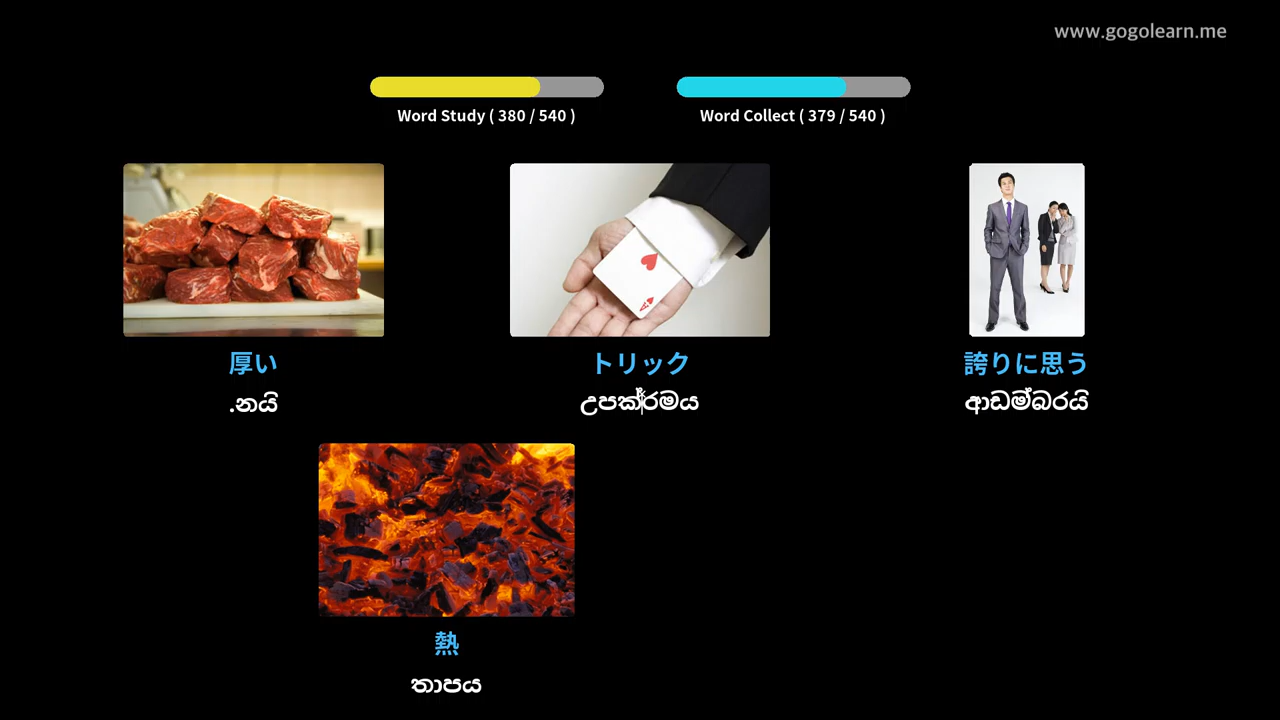 www.gogolearn.me
Word Study ( 380 / 540 )
Word Collect ( 379 / 540 )
厚い
.නයි
トリック
උපක්‍රමය
誇りに思う
ආඩම්බරයි
熱
තාපය